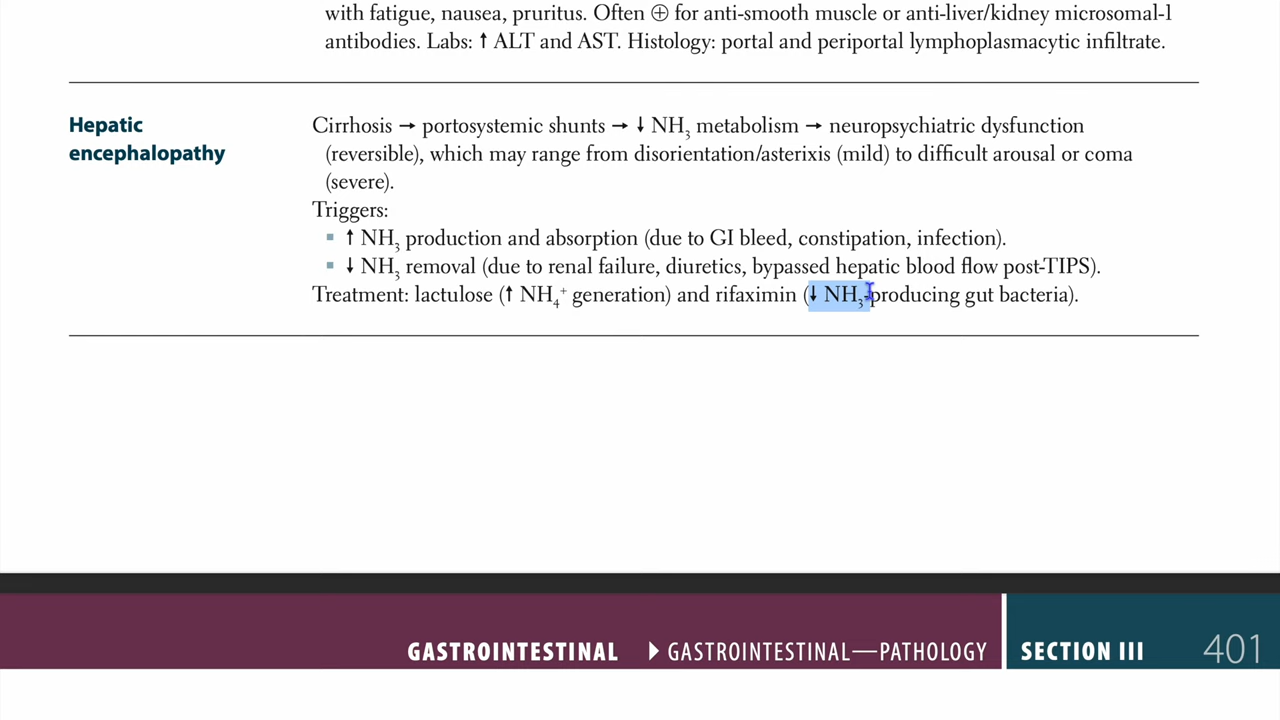 with fatigue, nausea, pruritus. Often ⊕ for anti-smooth muscle or anti-liver/kidney microsomal-1
antibodies. Labs: ↑ ALT and AST. Histology: portal and periportal lymphoplasmacytic infiltrate.
Hepatic
encephalopathy
Cirrhosis → portosystemic shunts → ↓ NH₃ metabolism → neuropsychiatric dysfunction
(reversible), which may range from disorientation/asterixis (mild) to difficult arousal or coma
(severe).
Triggers:
▪ ↑ NH₃ production and absorption (due to GI bleed, constipation, infection).
▪ ↓ NH₃ removal (due to renal failure, diuretics, bypassed hepatic blood flow post-TIPS).
Treatment: lactulose (↑ NH₄⁺ generation) and rifaximin (↓ NH₃-producing gut bacteria).
GASTROINTESTINAL ▶ GASTROINTESTINAL—PATHOLOGY SECTION III 401